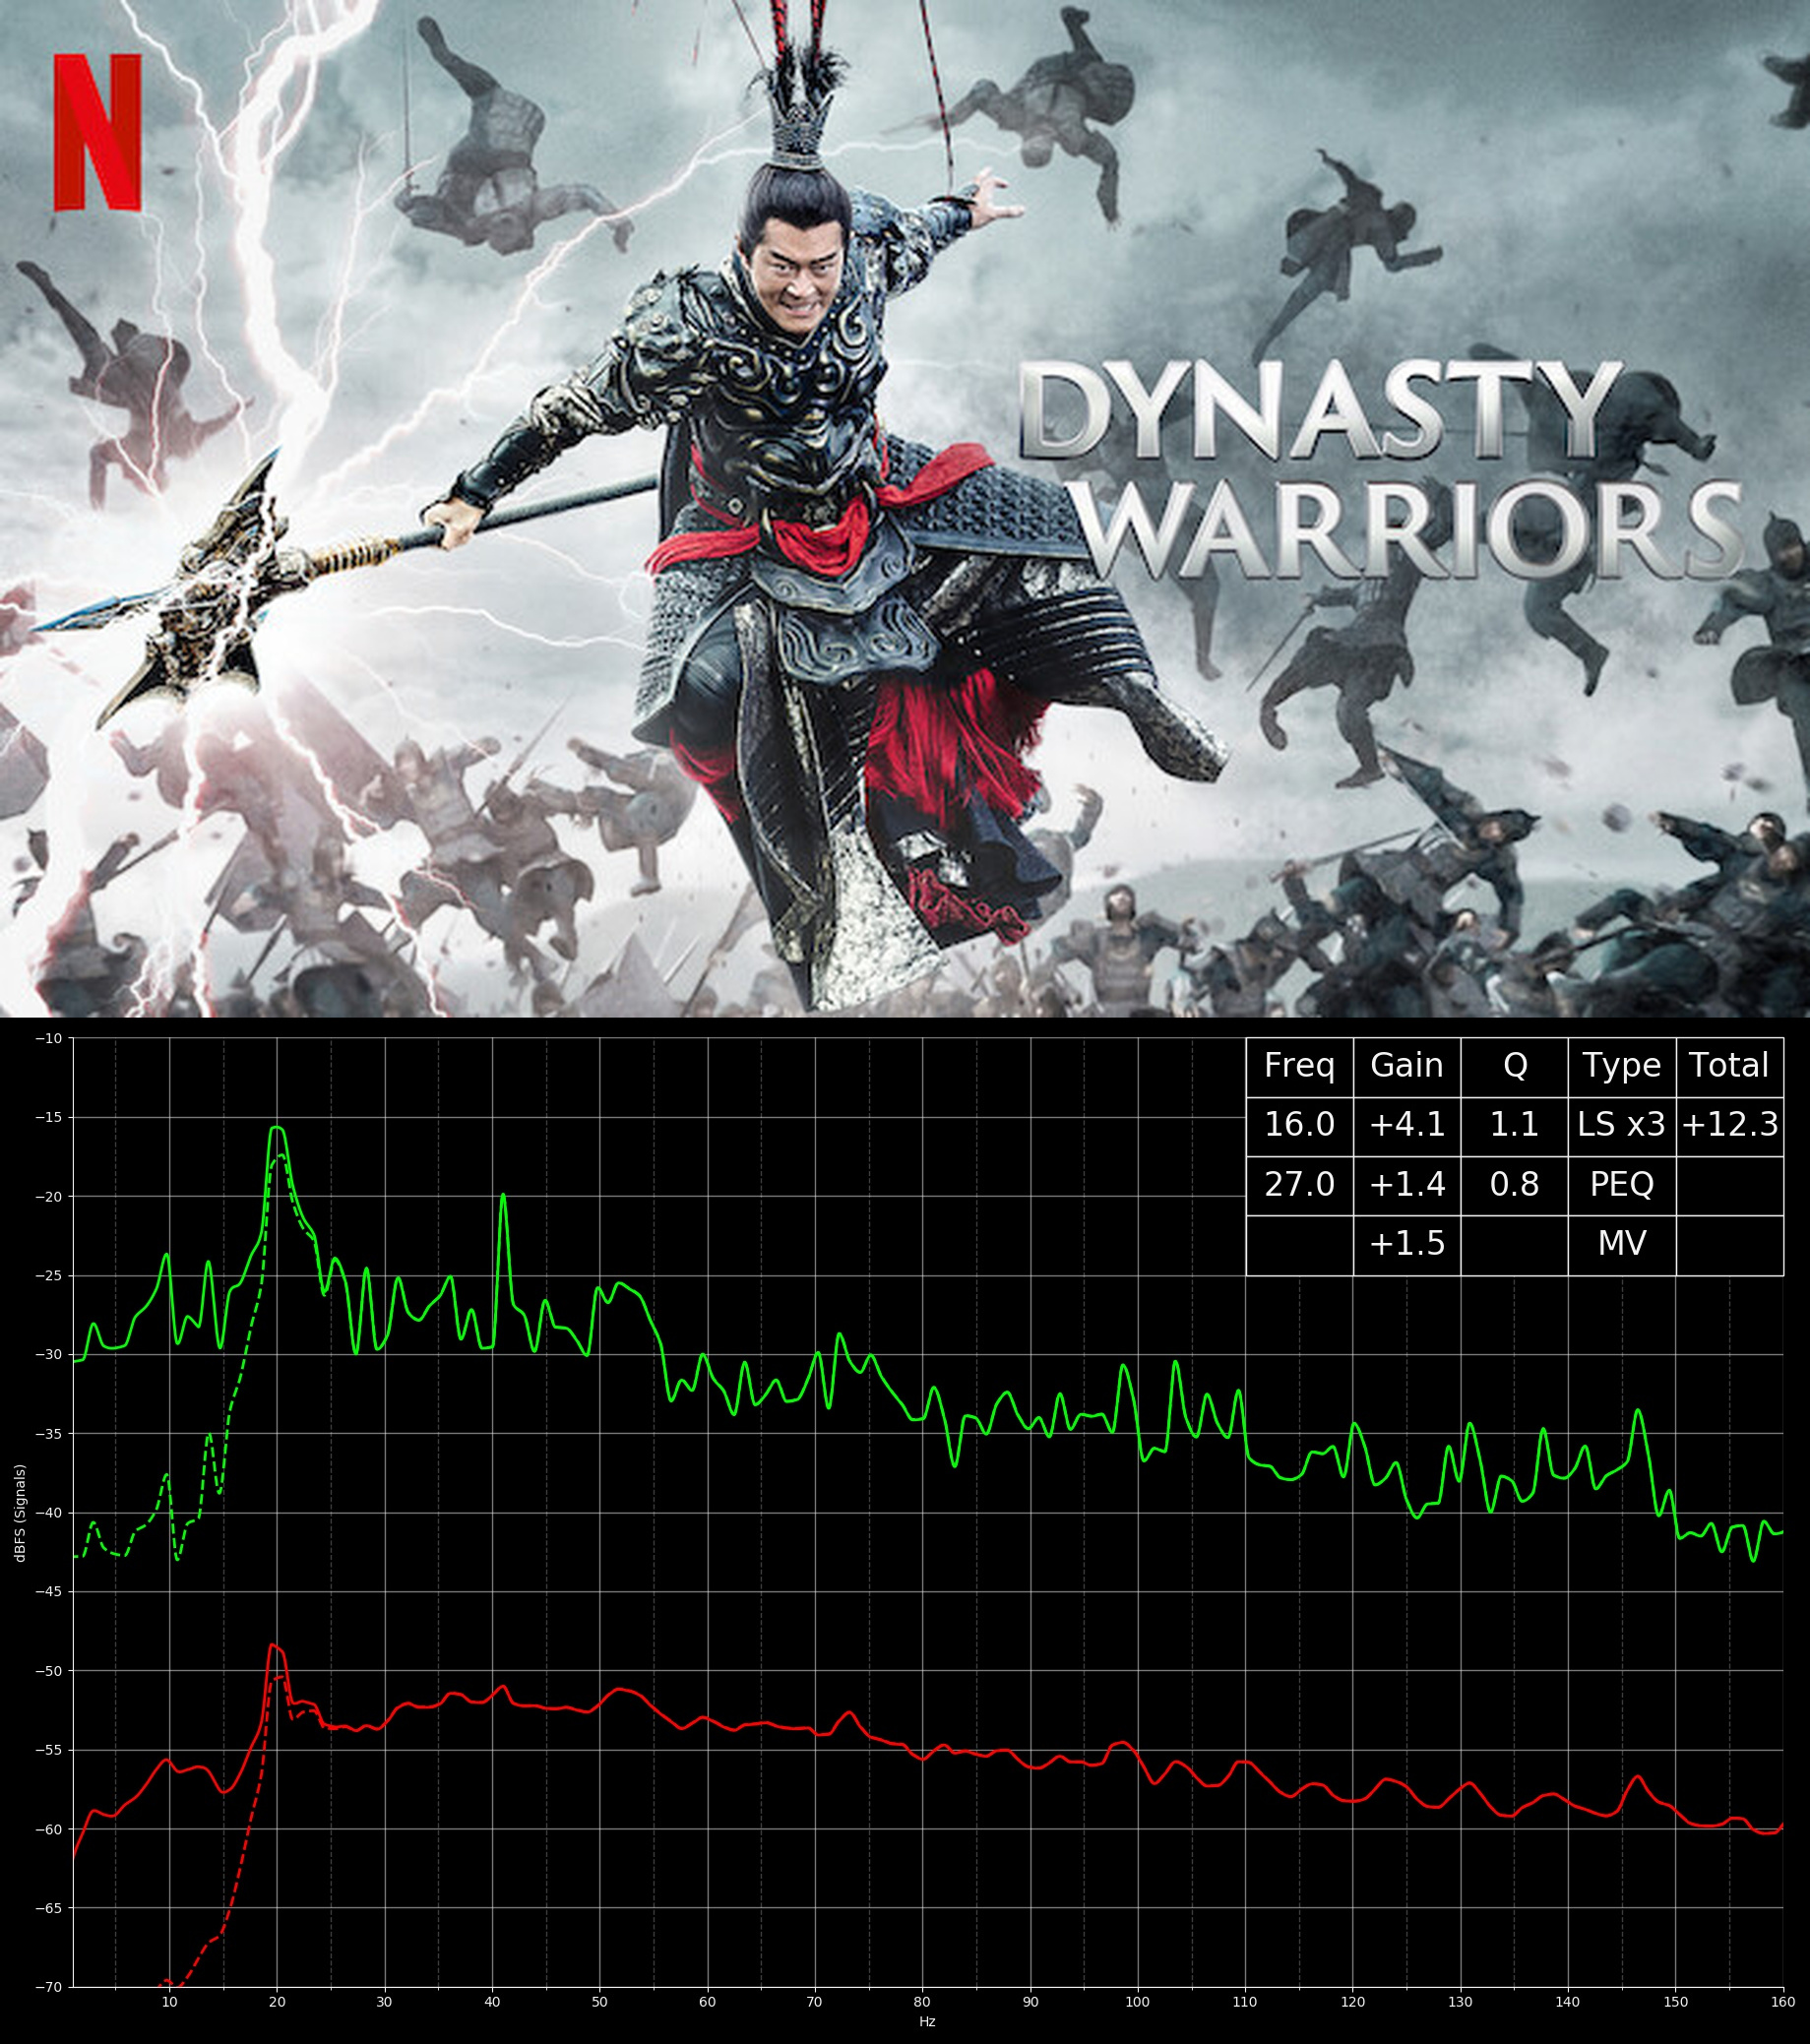 N
DYNASTY
WARRIORS
Freq Gain Q Type Total
16.0 +4.1 1.1 LS x3 +12.3
27.0 +1.4 0.8 PEQ
+1.5 MV
−10
−15
−20
−25
−30
−35
−40
−45
−50
−55
−60
−65
−70
dBFS (Signals)
10 20 30 40 50 60 70 80 90 100 110 120 130 140 150 160
Hz